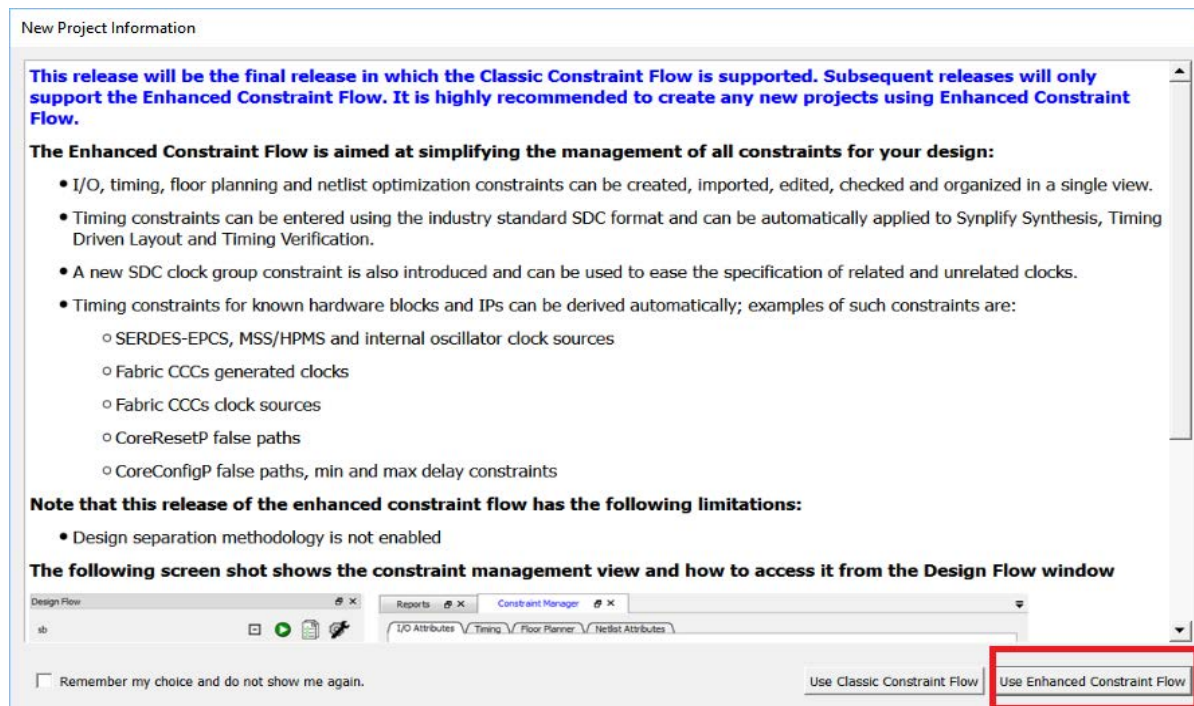 New Project Information
This release will be the final release in which the Classic Constraint Flow is supported. Subsequent releases will only
support the Enhanced Constraint Flow. It is highly recommended to create any new projects using Enhanced Constraint
Flow.
The Enhanced Constraint Flow is aimed at simplifying the management of all constraints for your design:
• I/O, timing, floor planning and netlist optimization constraints can be created, imported, edited, checked and organized in a single view.
• Timing constraints can be entered using the industry standard SDC format and can be automatically applied to Synplify Synthesis, Timing
Driven Layout and Timing Verification.
• A new SDC clock group constraint is also introduced and can be used to ease the specification of related and unrelated clocks.
• Timing constraints for known hardware blocks and IPs can be derived automatically; examples of such constraints are:
○ SERDES-EPCS, MSS/HPMS and internal oscillator clock sources
○ Fabric CCCs generated clocks
○ Fabric CCCs clock sources
○ CoreResetP false paths
○ CoreConfigP false paths, min and max delay constraints
Note that this release of the enhanced constraint flow has the following limitations:
• Design separation methodology is not enabled
The following screen shot shows the constraint management view and how to access it from the Design Flow window
Design Flow
Reports Constraint Manager
sb
I/O Attributes Timing Floor Planner Netlist Attributes
Remember my choice and do not show me again.
Use Classic Constraint Flow
Use Enhanced Constraint Flow